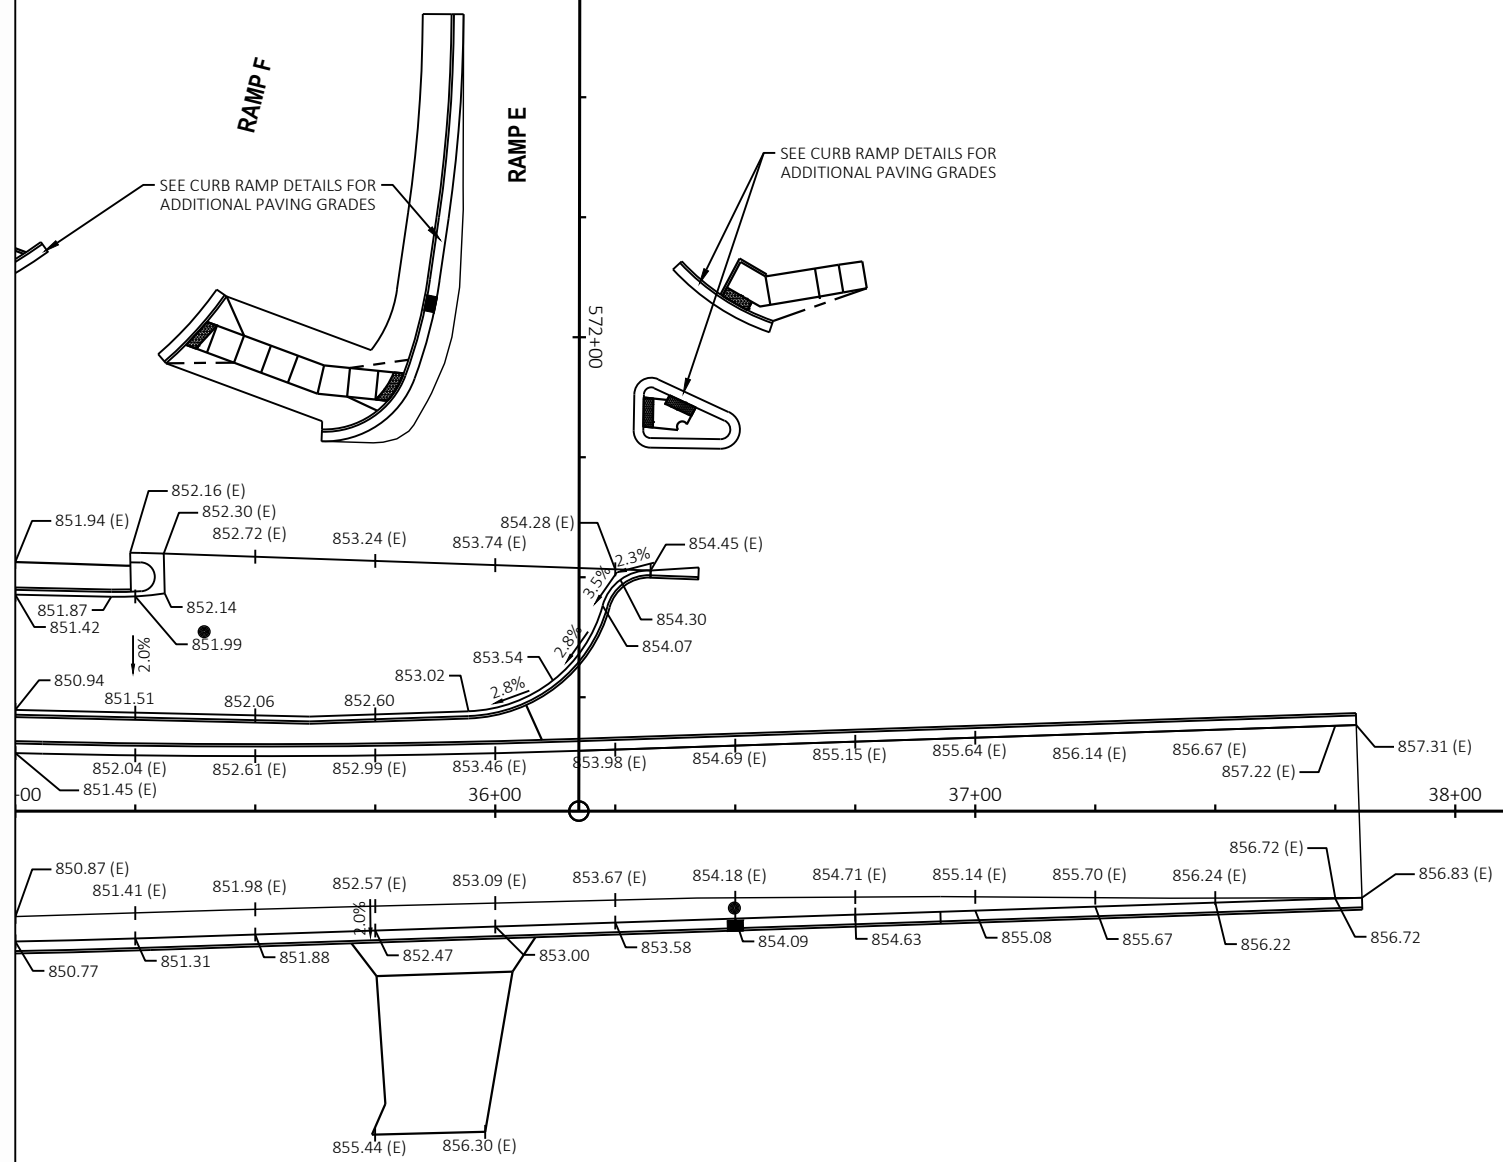 RAMP F
RAMP E
SEE CURB RAMP DETAILS FOR
ADDITIONAL PAVING GRADES
SEE CURB RAMP DETAILS FOR
ADDITIONAL PAVING GRADES
572+00
852.16 (E)
851.94 (E)
852.30 (E)
852.72 (E)
853.24 (E)
853.74 (E)
854.28 (E)
854.45 (E)
2.3%
3.5%
851.87
851.42
852.14
851.99
2.0%
854.30
854.07
2.8%
853.54
853.02
2.8%
850.94
851.51
852.06
852.60
852.04 (E)
852.61 (E)
852.99 (E)
853.46 (E)
853.98 (E)
854.69 (E)
855.15 (E)
855.64 (E)
856.14 (E)
856.67 (E)
857.31 (E)
857.22 (E)
851.45 (E)
+00
36+00
37+00
38+00
850.87 (E)
851.41 (E)
851.98 (E)
852.57 (E)
853.09 (E)
853.67 (E)
854.18 (E)
854.71 (E)
855.14 (E)
855.70 (E)
856.24 (E)
856.72 (E)
856.83 (E)
2.0%
850.77
851.31
851.88
852.47
853.00
853.58
854.09
854.63
855.08
855.67
856.22
856.72
855.44 (E)
856.30 (E)